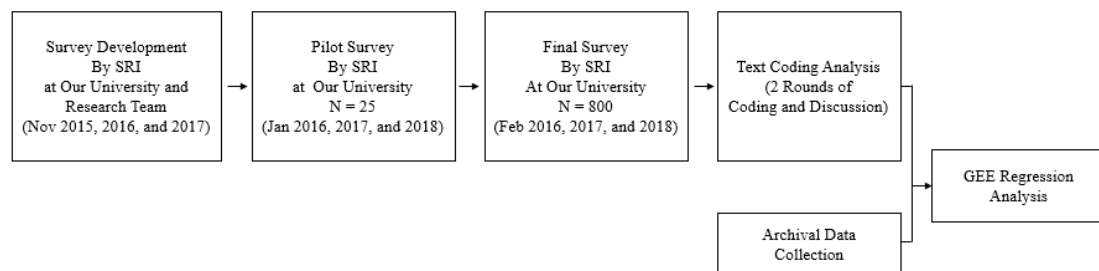 Survey Development
By SRI
at Our University and
Research Team
(Nov 2015, 2016, and 2017)
Pilot Survey
By SRI
at Our University
N = 25
(Jan 2016, 2017, and 2018)
Final Survey
By SRI
At Our University
N = 800
(Feb 2016, 2017, and 2018)
Text Coding Analysis
(2 Rounds of
Coding and Discussion)
GEE Regression
Analysis
Archival Data
Collection